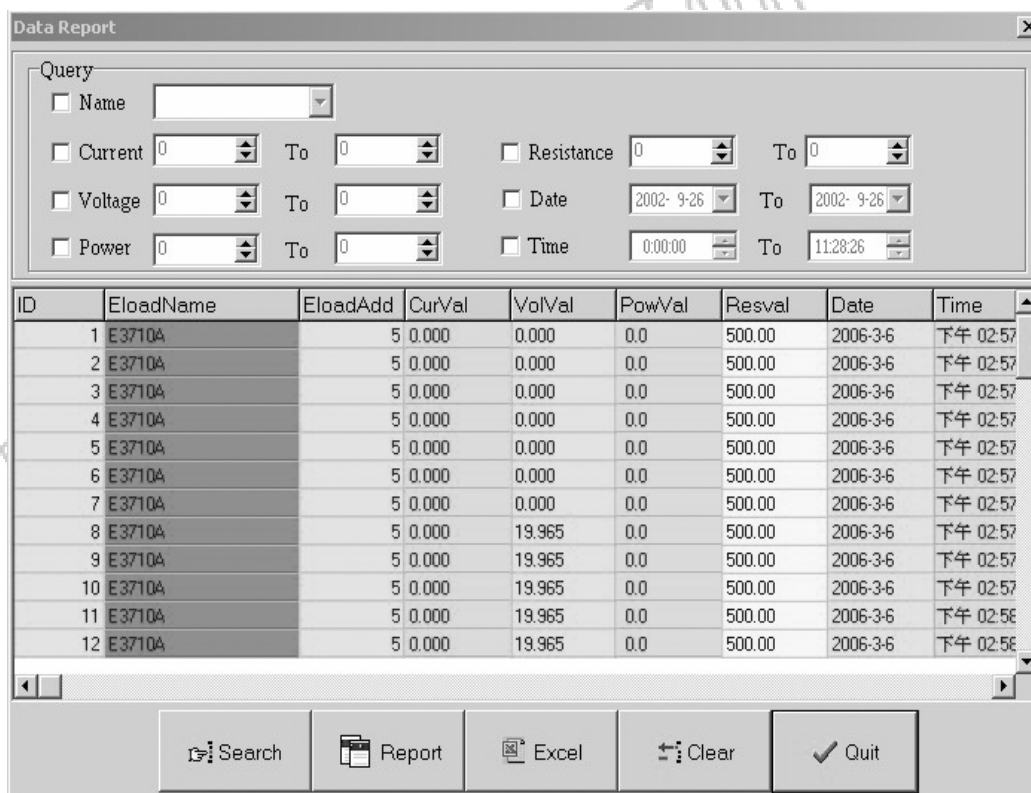 Data Report
Query
Name
Current 0 To 0 Resistance 0 To 0
Voltage 0 To 0 Date 2002- 9-26 To 2002- 9-26
Power 0 To 0 Time 0:00:00 To 11:28:26
ID EloadName EloadAdd CurVal VolVal PowVal Resval Date Time
1 E3710A 5 0.000 0.000 0.0 500.00 2006-3-6 下午 02:57
2 E3710A 5 0.000 0.000 0.0 500.00 2006-3-6 下午 02:57
3 E3710A 5 0.000 0.000 0.0 500.00 2006-3-6 下午 02:57
4 E3710A 5 0.000 0.000 0.0 500.00 2006-3-6 下午 02:57
5 E3710A 5 0.000 0.000 0.0 500.00 2006-3-6 下午 02:57
6 E3710A 5 0.000 0.000 0.0 500.00 2006-3-6 下午 02:57
7 E3710A 5 0.000 0.000 0.0 500.00 2006-3-6 下午 02:57
8 E3710A 5 0.000 19.965 0.0 500.00 2006-3-6 下午 02:57
9 E3710A 5 0.000 19.965 0.0 500.00 2006-3-6 下午 02:57
10 E3710A 5 0.000 19.965 0.0 500.00 2006-3-6 下午 02:57
11 E3710A 5 0.000 19.965 0.0 500.00 2006-3-6 下午 02:58
12 E3710A 5 0.000 19.965 0.0 500.00 2006-3-6 下午 02:58
Search Report Excel Clear Quit